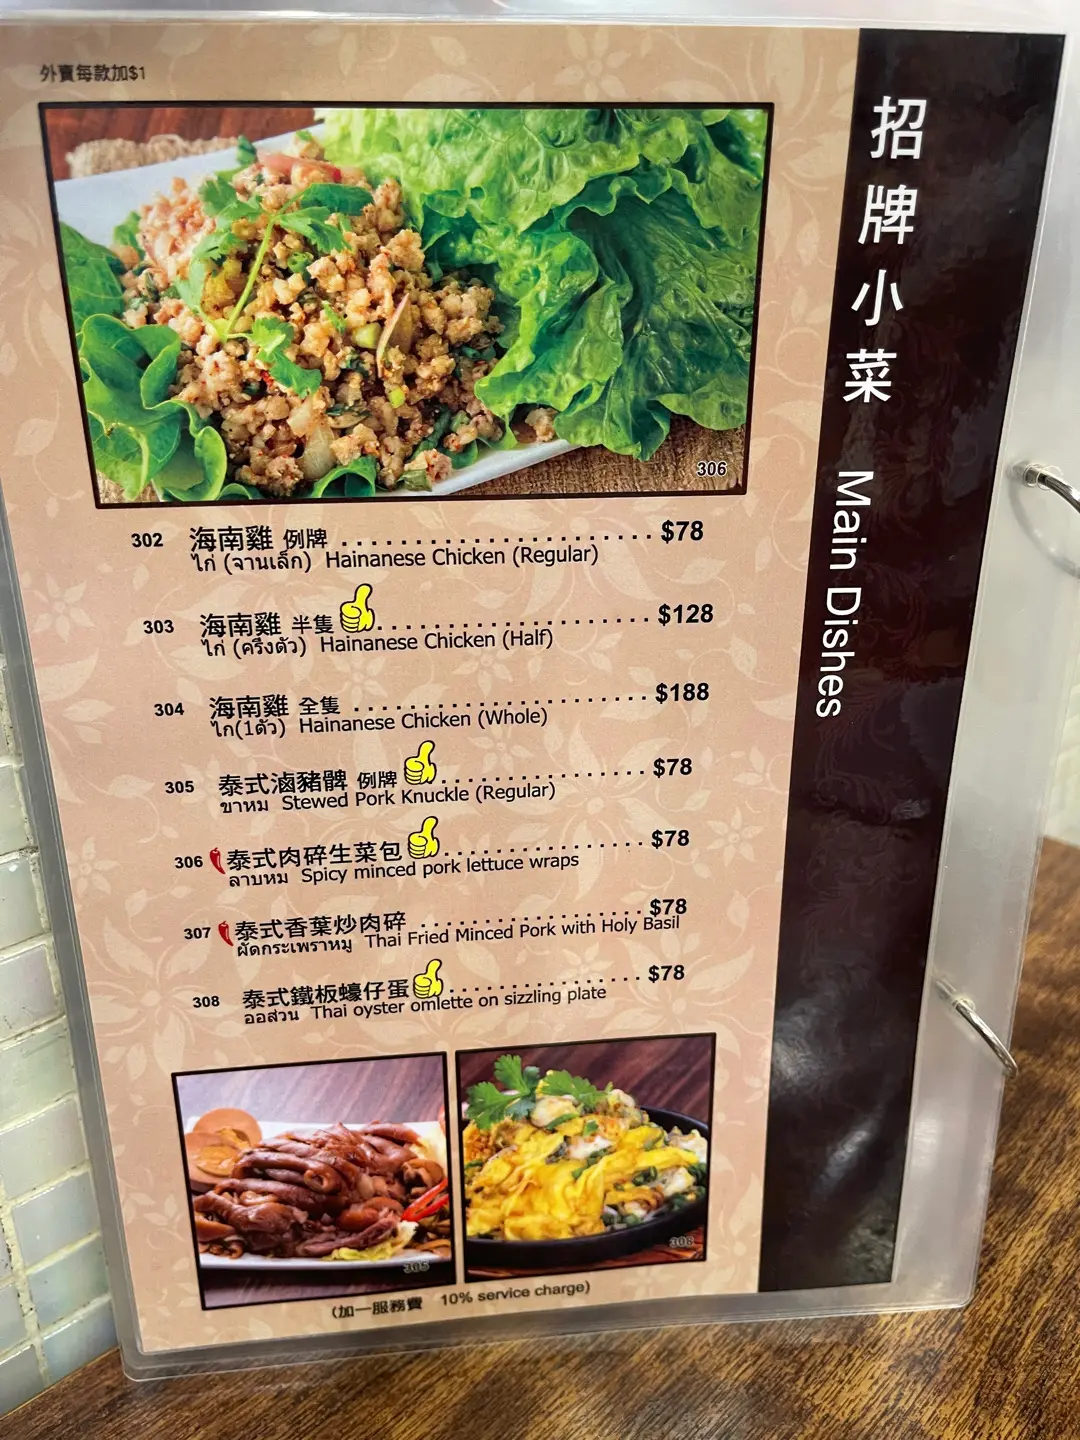 外賣每款加$1
招牌小菜 Main Dishes
306
302 海南雞 例牌 ........................ $78
ไก่ (จานเล็ก) Hainanese Chicken (Regular)
303 海南雞 半隻 ..................... $128
ไก่ (ครึ่งตัว) Hainanese Chicken (Half)
304 海南雞 全隻 ....................... $188
ไก่(1ตัว) Hainanese Chicken (Whole)
305 泰式滷豬髀 例牌 ................ $78
ขาหม Stewed Pork Knuckle (Regular)
306 泰式肉碎生菜包 ................ $78
ลาบหม Spicy minced pork lettuce wraps
307 泰式香葉炒肉碎 .................. $78
ผัดกระเพราหมู Thai Fried Minced Pork with Holy Basil
308 泰式鐵板蠔仔蛋 ................ $78
ออส่วน Thai oyster omlette on sizzling plate
305
308
(加一服務費 10% service charge)